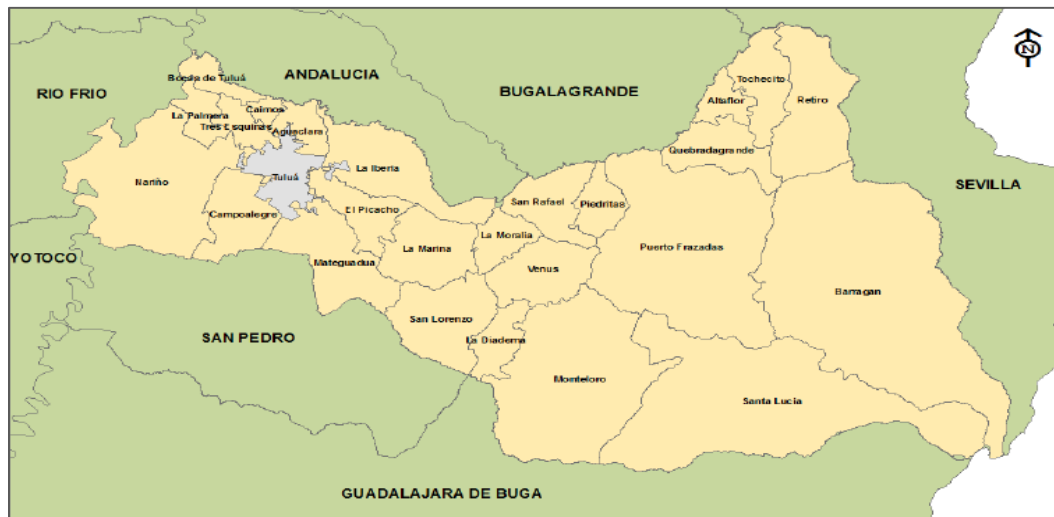 N
ANDALUCIA
BUGALAGRANDE
RIO FRIO
Bocas de Tuluá
Tochecito
Altaflor
Retiro
La Palmera
Caimos
Tres Esquinas
Aguaclara
Quebradagrande
La Iberia
Tuluá
Nariño
SEVILLA
San Rafael
Piedritas
El Picacho
Campoalegre
La Moralia
La Marina
Puerto Frazadas
YOTOCO
Mateguadua
Venus
Barragan
SAN PEDRO
San Lorenzo
La Diadema
Monteloro
Santa Lucia
GUADALAJARA DE BUGA